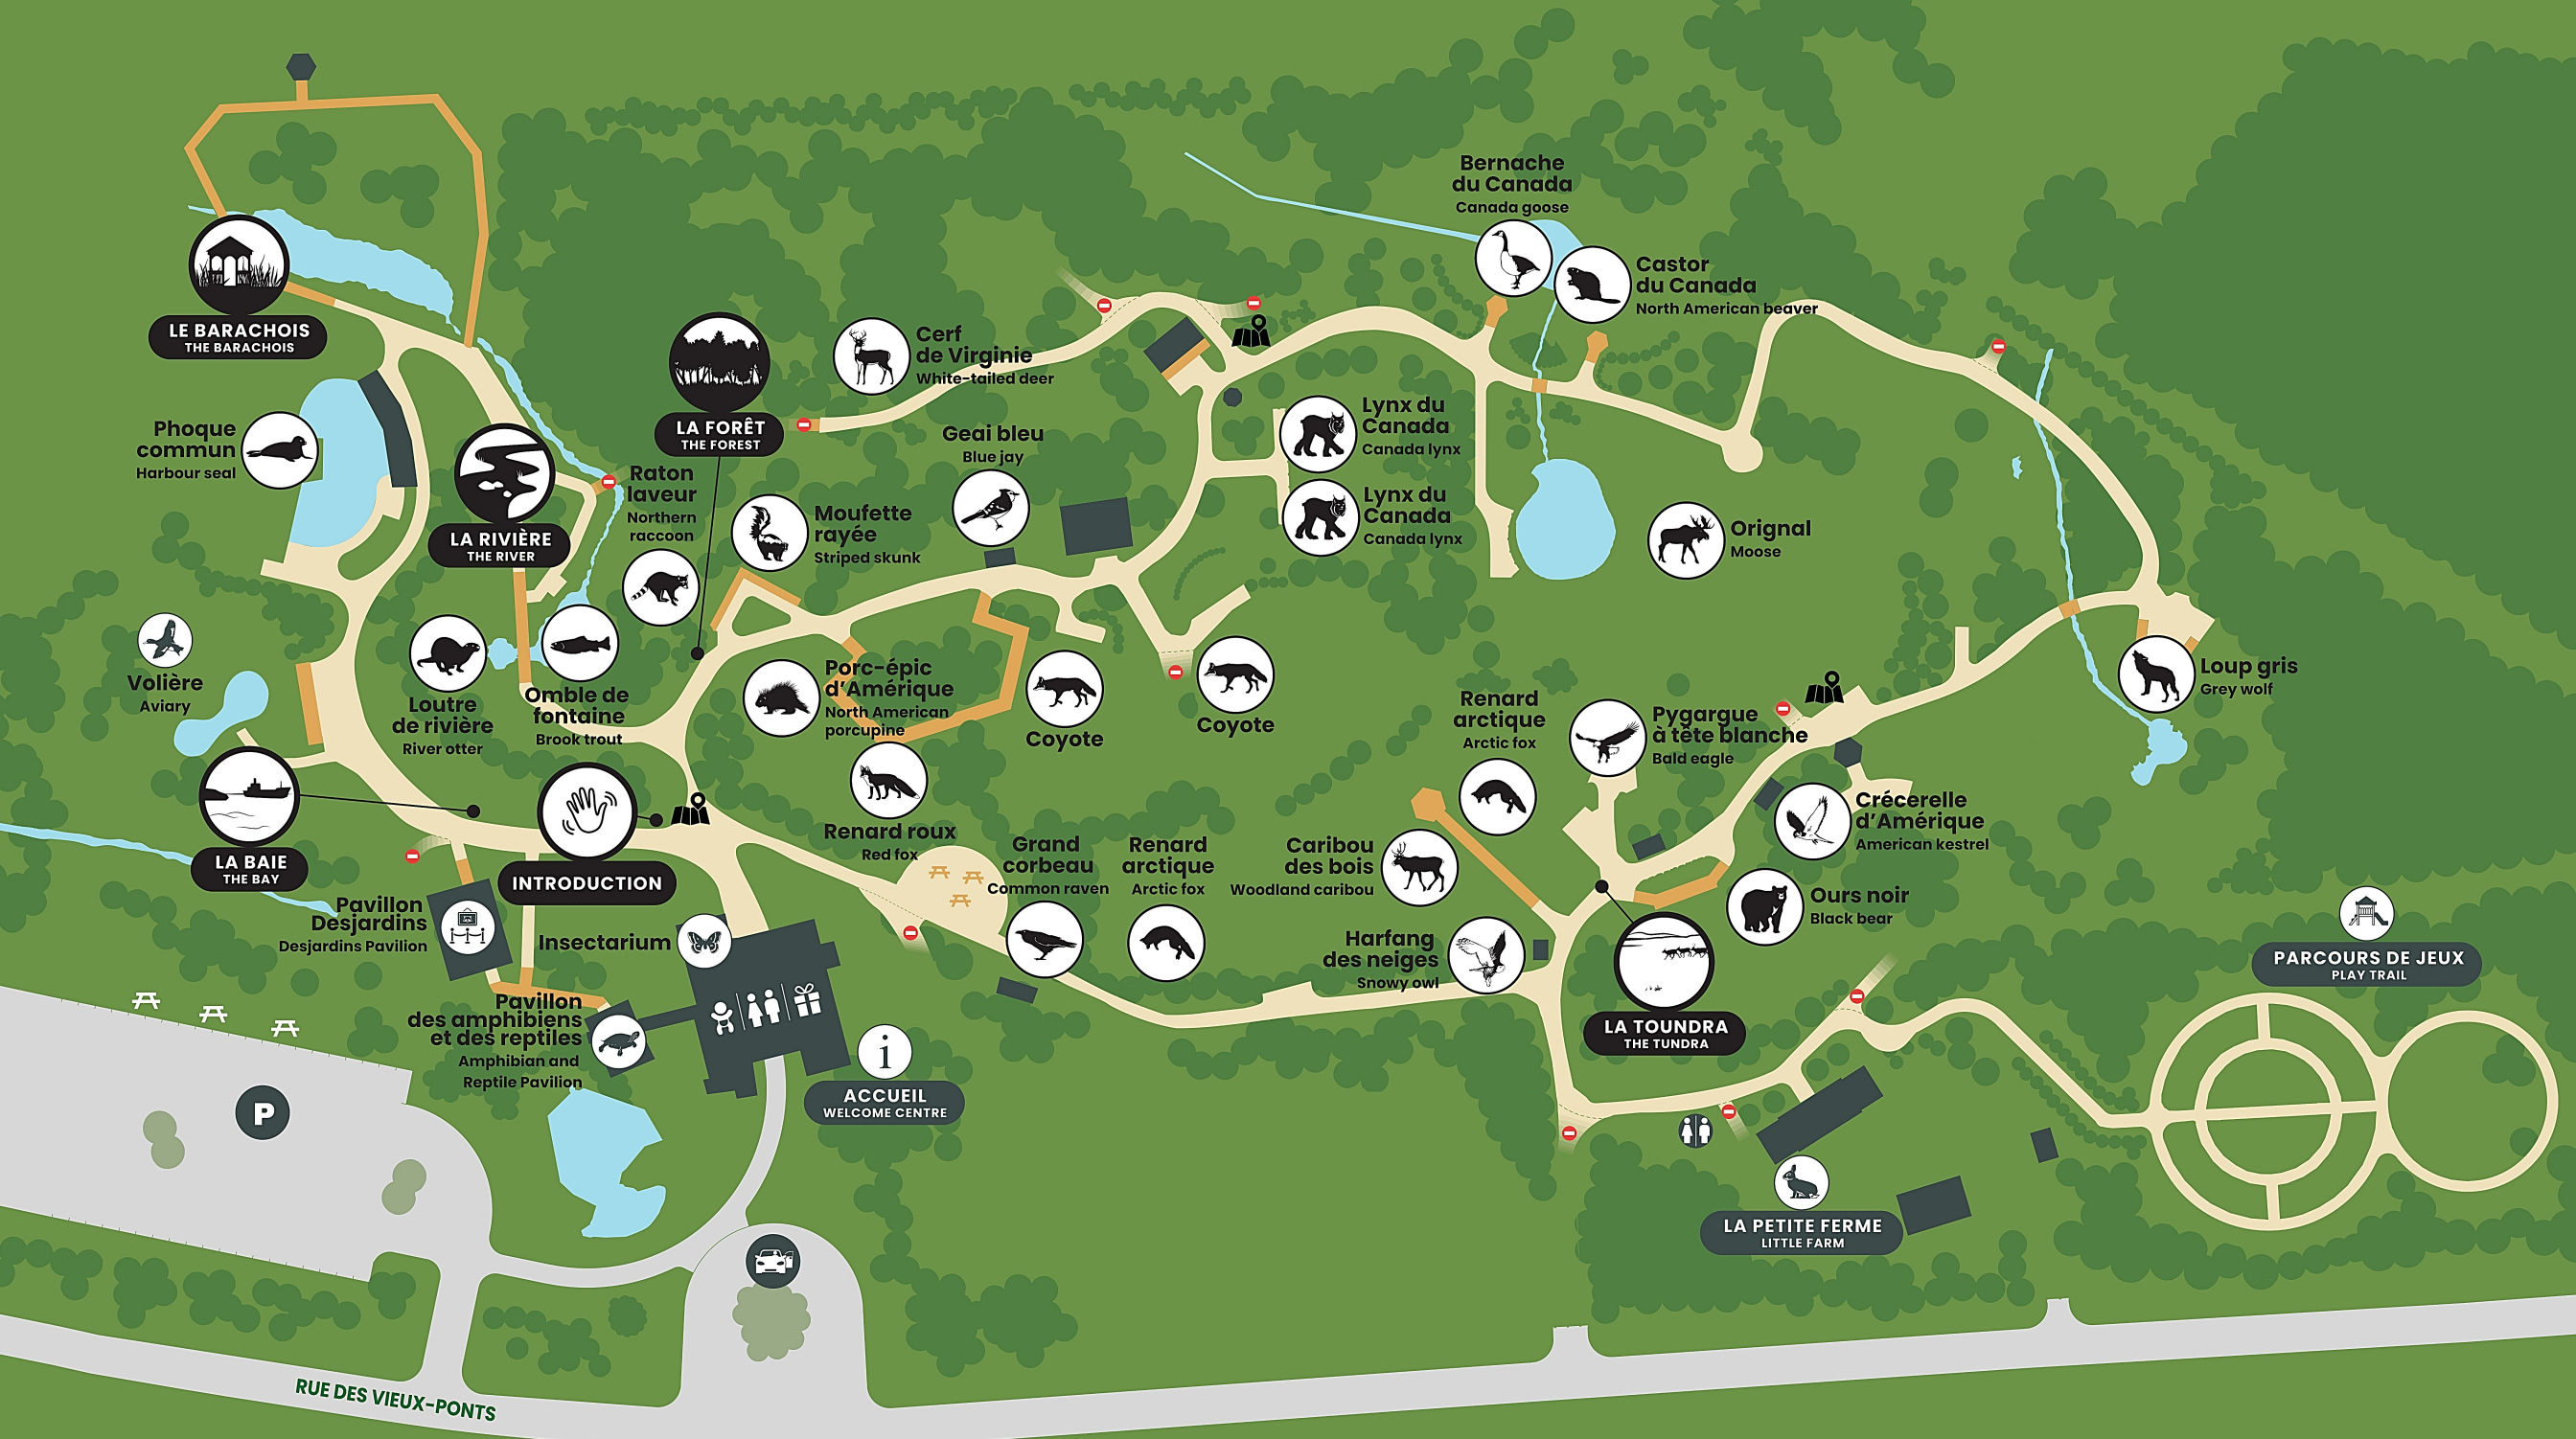 Bernache
du Canada
Canada goose
Castor
du Canada
North American beaver
LE BARACHOIS
THE BARACHOIS
Cerf
de Virginie
White-tailed deer
LA FORÊT
THE FOREST
Phoque
commun
Harbour seal
Geai bleu
Blue jay
Lynx du
Canada
Canada lynx
Lynx du
Canada
Canada lynx
Raton
laveur
Northern
raccoon
Moufette
rayée
Striped skunk
LA RIVIÈRE
THE RIVER
Orignal
Moose
Volière
Aviary
Loutre
de rivière
River otter
Omble de
fontaine
Brook trout
Porc-épic
d'Amérique
North American
porcupine
Coyote
Coyote
Loup gris
Grey wolf
Renard
arctique
Arctic fox
Pygargue
à tête blanche
Bald eagle
Renard roux
Red fox
Crécerelle
d'Amérique
American kestrel
LA BAIE
THE BAY
INTRODUCTION
Grand
corbeau
Common raven
Renard
arctique
Arctic fox
Caribou
des bois
Woodland caribou
Ours noir
Black bear
Pavillon
Desjardins
Desjardins Pavilion
Insectarium
Harfang
des neiges
Snowy owl
PARCOURS DE JEUX
PLAY TRAIL
Pavillon
des amphibiens
et des reptiles
Amphibian and
Reptile Pavilion
LA TOUNDRA
THE TUNDRA
i
ACCUEIL
WELCOME CENTRE
P
LA PETITE FERME
LITTLE FARM
RUE DES VIEUX-PONTS